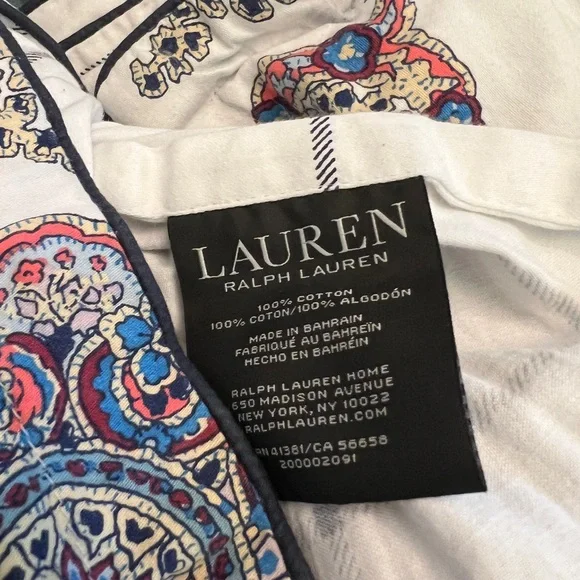 LAUREN
RALPH LAUREN
100% COTTON
100% COTON/100% ALGODÓN
MADE IN BAHRAIN
FABRIQUÉ AU BAHREÏN
HECHO EN BAHRÉIN
RALPH LAUREN HOME
650 MADISON AVENUE
NEW YORK, NY 10022
RALPHLAUREN.COM
RN 41381/CA 56658
200002091